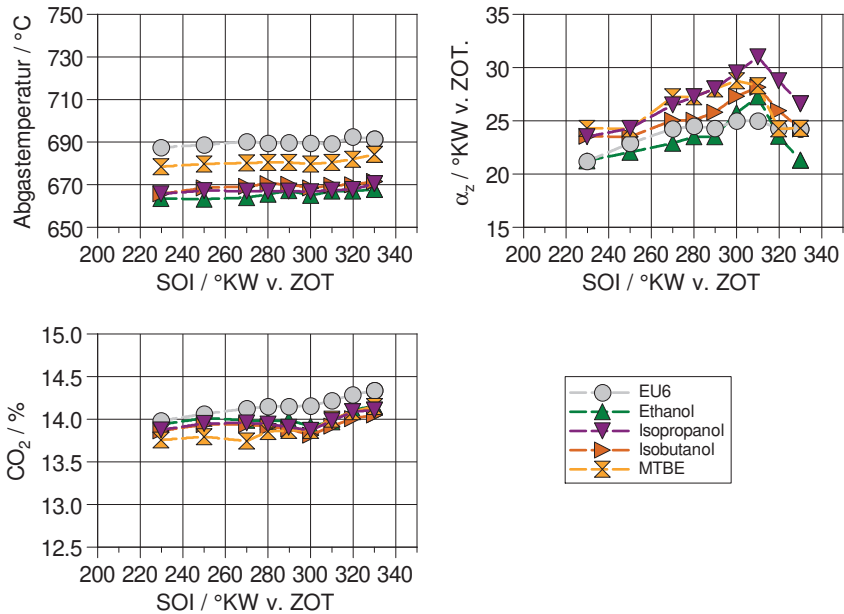 750
730
710
690
670
650
Abgastemperatur / °C
200 220 240 260 280 300 320 340
SOI / °KW v. ZOT
35
30
25
20
15
α_z / °KW v. ZOT.
200 220 240 260 280 300 320 340
SOI / °KW v. ZOT
15.0
14.5
14.0
13.5
13.0
12.5
CO₂ / %
200 220 240 260 280 300 320 340
SOI / °KW v. ZOT
EU6
Ethanol
Isopropanol
Isobutanol
MTBE